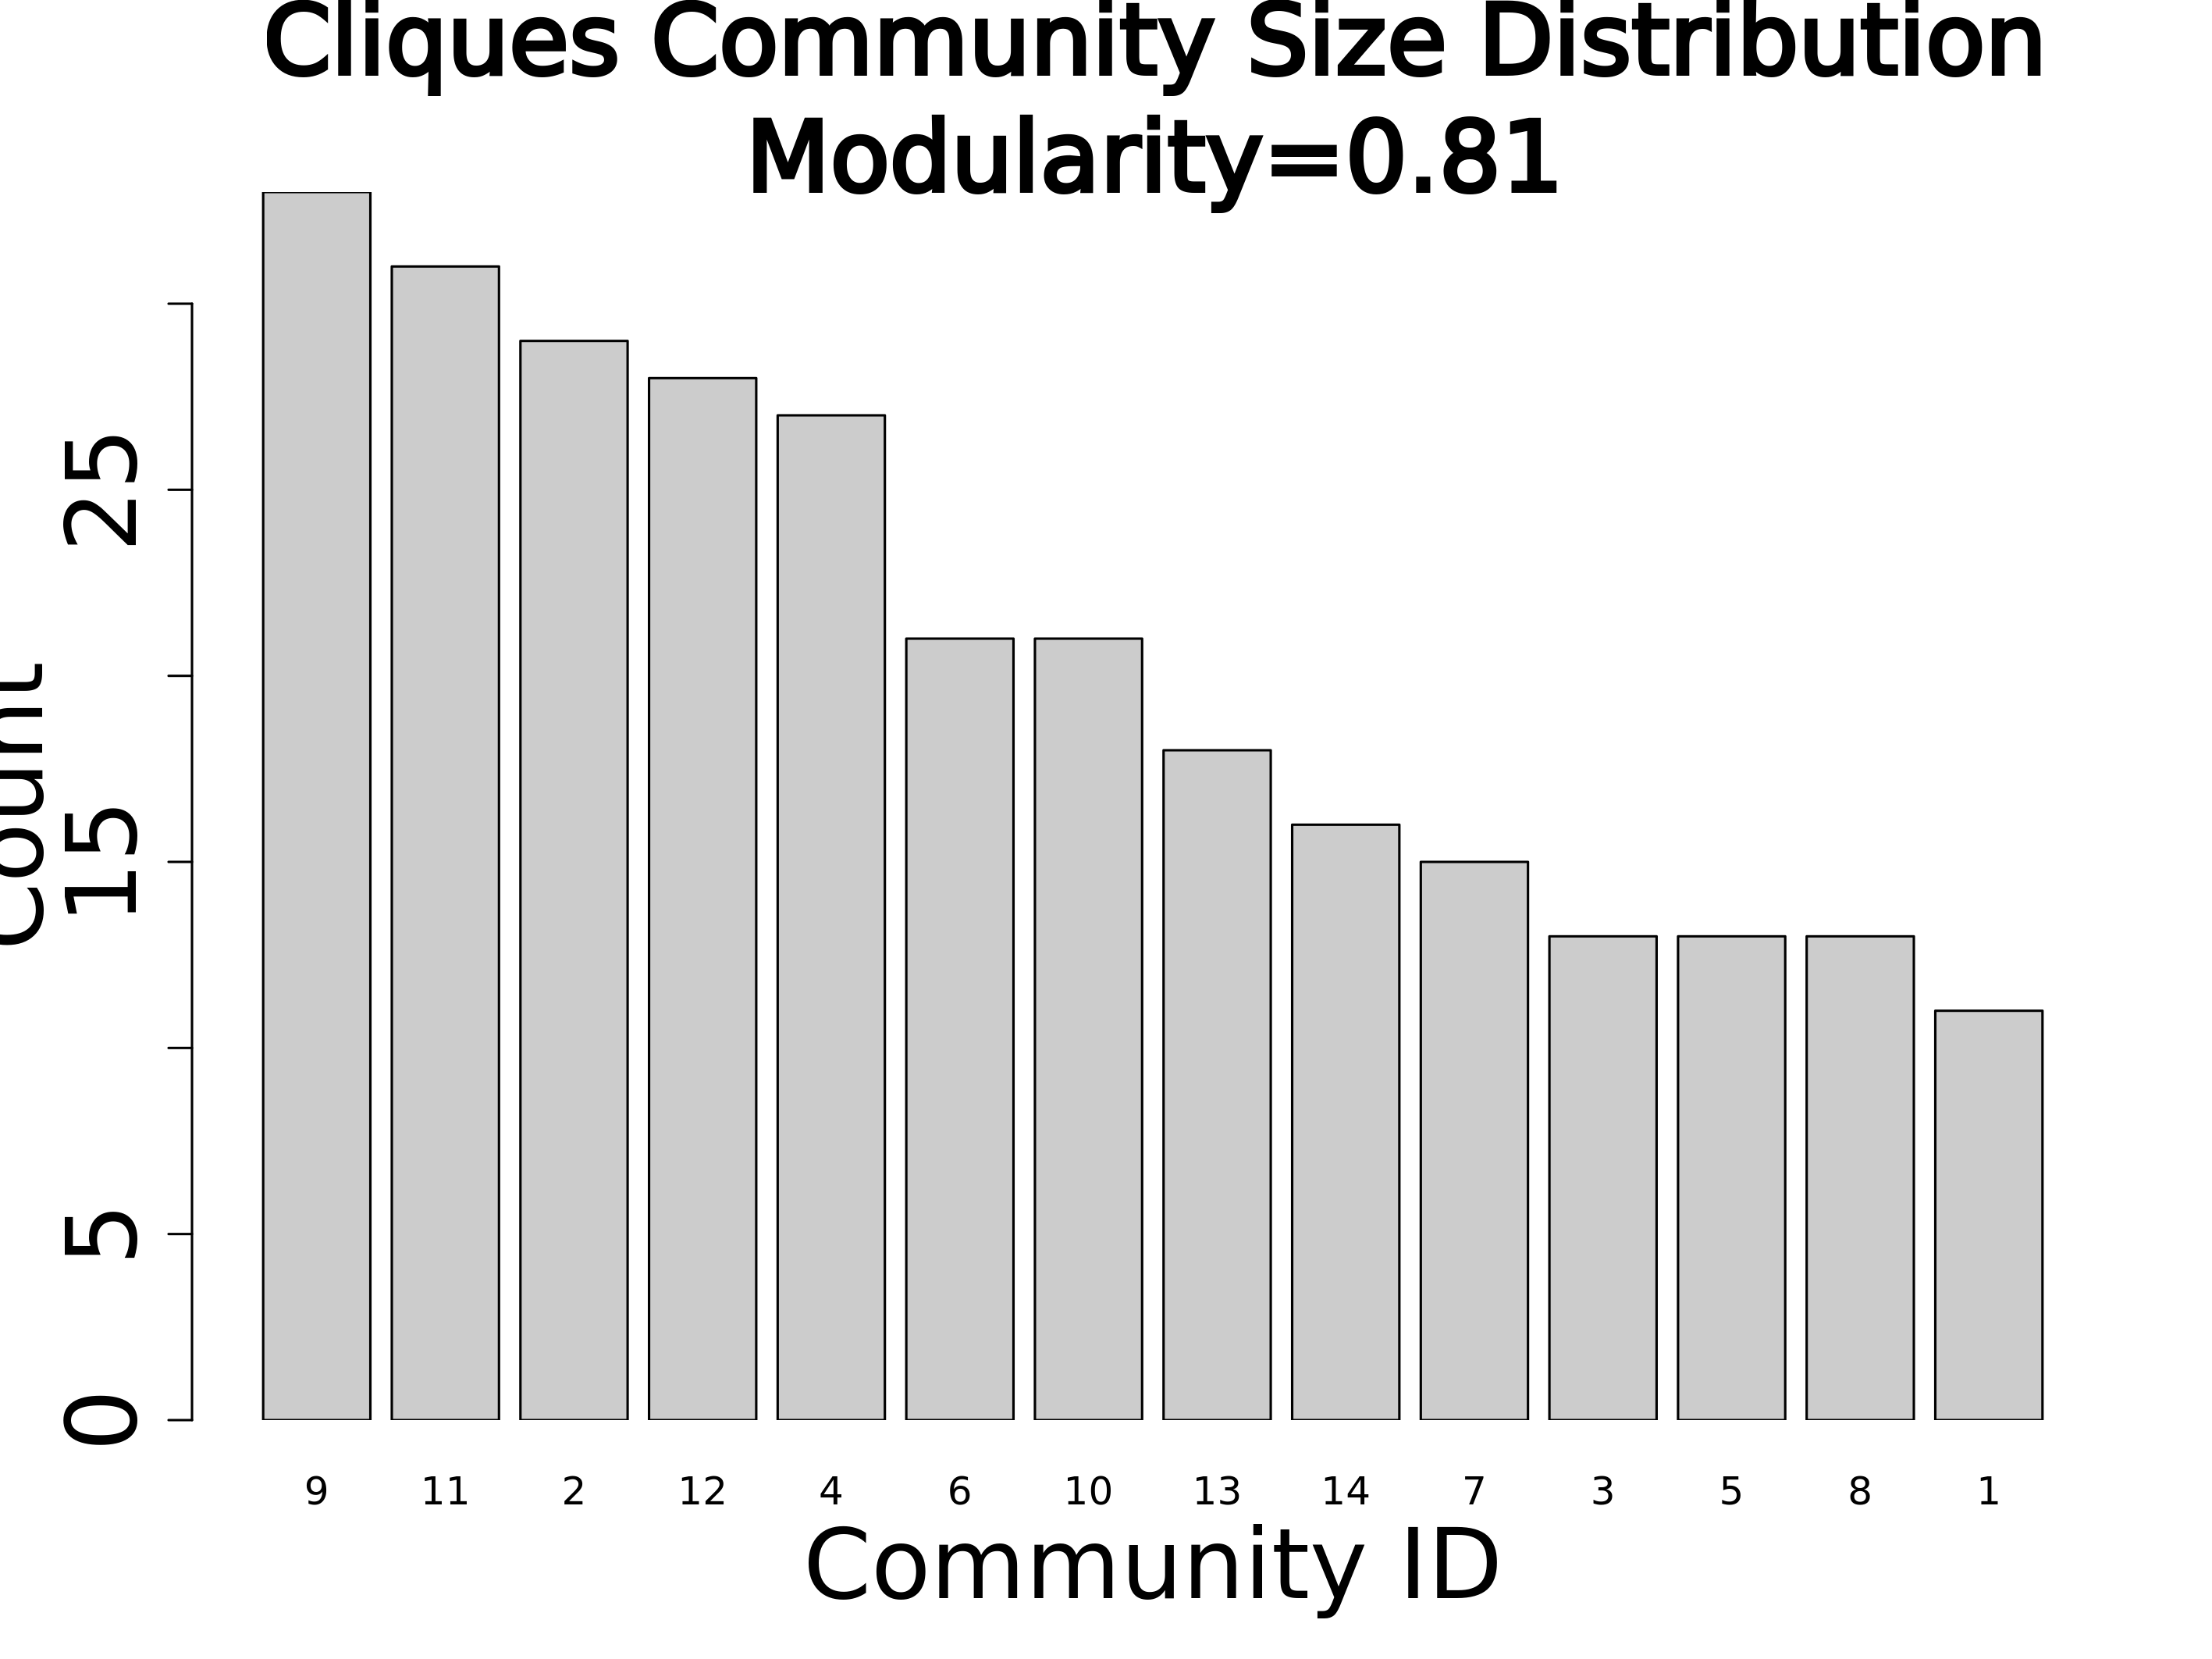 Cliques Community Size Distribution
Modularity=0.81
Count
25
15
5
0
9 11 2 12 4 6 10 13 14 7 3 5 8 1
Community ID